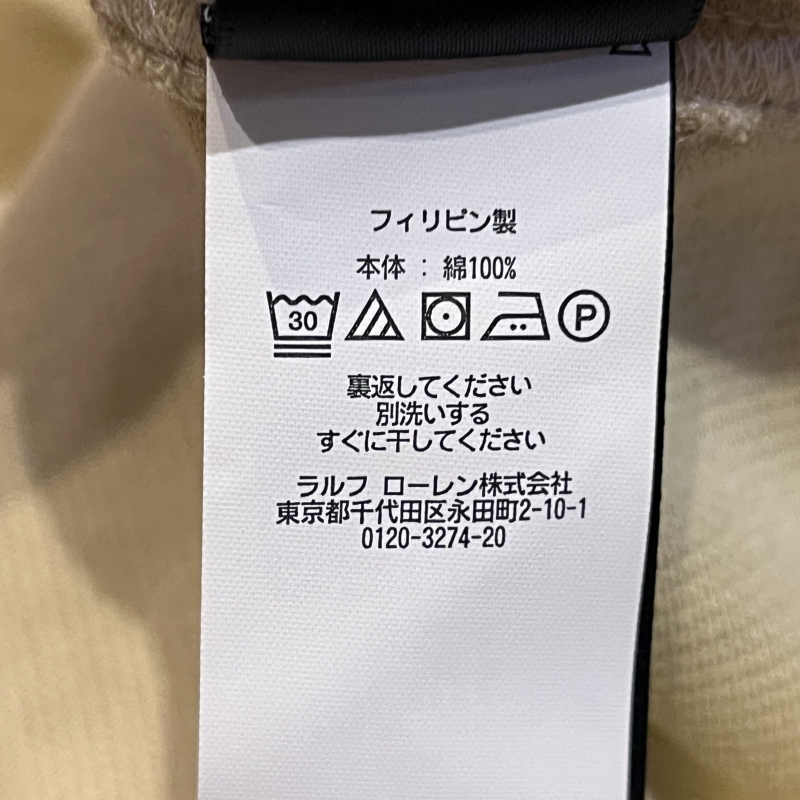 フィリピン製
本体 : 綿100%
30 P
裏返してください
別洗いする
すぐに干してください
ラルフ ローレン株式会社
東京都千代田区永田町2-10-1
0120-3274-20